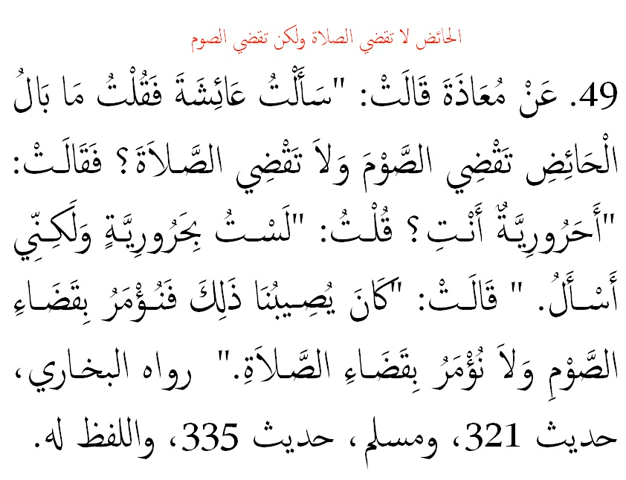 الحائض لا تقضي الصلاة ولكن تقضي الصوم
49. عَنْ مُعَاذَةَ قَالَتْ: "سَأَلْتُ عَائِشَةَ فَقُلْتُ مَا بَالُ
الْحَائِضِ تَقْضِي الصَّوْمَ وَلاَ تَقْضِي الصَّلاَةَ؟ فَقَالَتْ:
"أَحَرُورِيَّةٌ أَنْتِ؟ قُلْتُ: "لَسْتُ بِحَرُورِيَّةٍ وَلَكِنِّي
أَسْأَلُ. " قَالَتْ: "كَانَ يُصِيبُنَا ذَلِكَ فَنُؤْمَرُ بِقَضَاءِ
الصَّوْمِ وَلاَ نُؤْمَرُ بِقَضَاءِ الصَّلاَةِ." رواه البخاري،
حديث 321، ومسلم، حديث 335، واللفظ له.